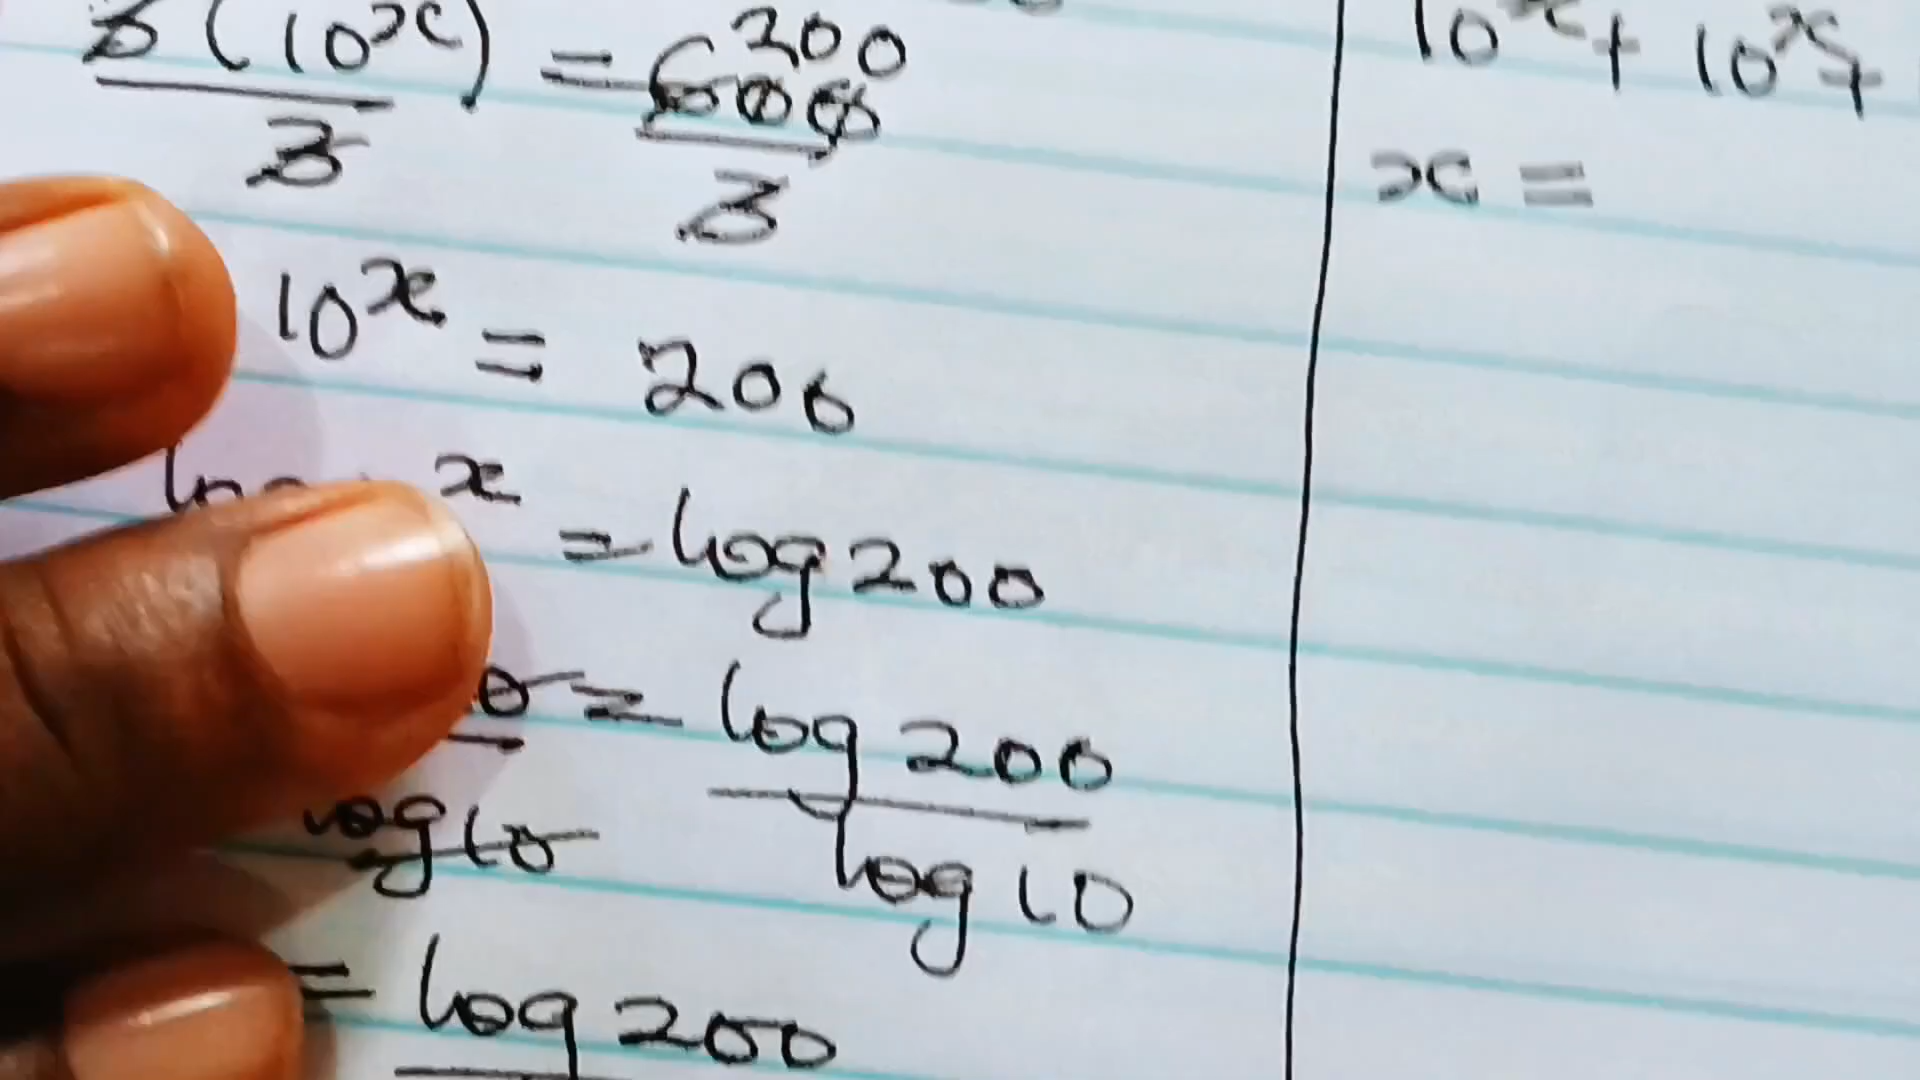 3(10^x) = 600 200
3 3
10^x = 200
log x = log 200
= log 200
log 10 log 10
= log 200
10^x + 10^x +
x =